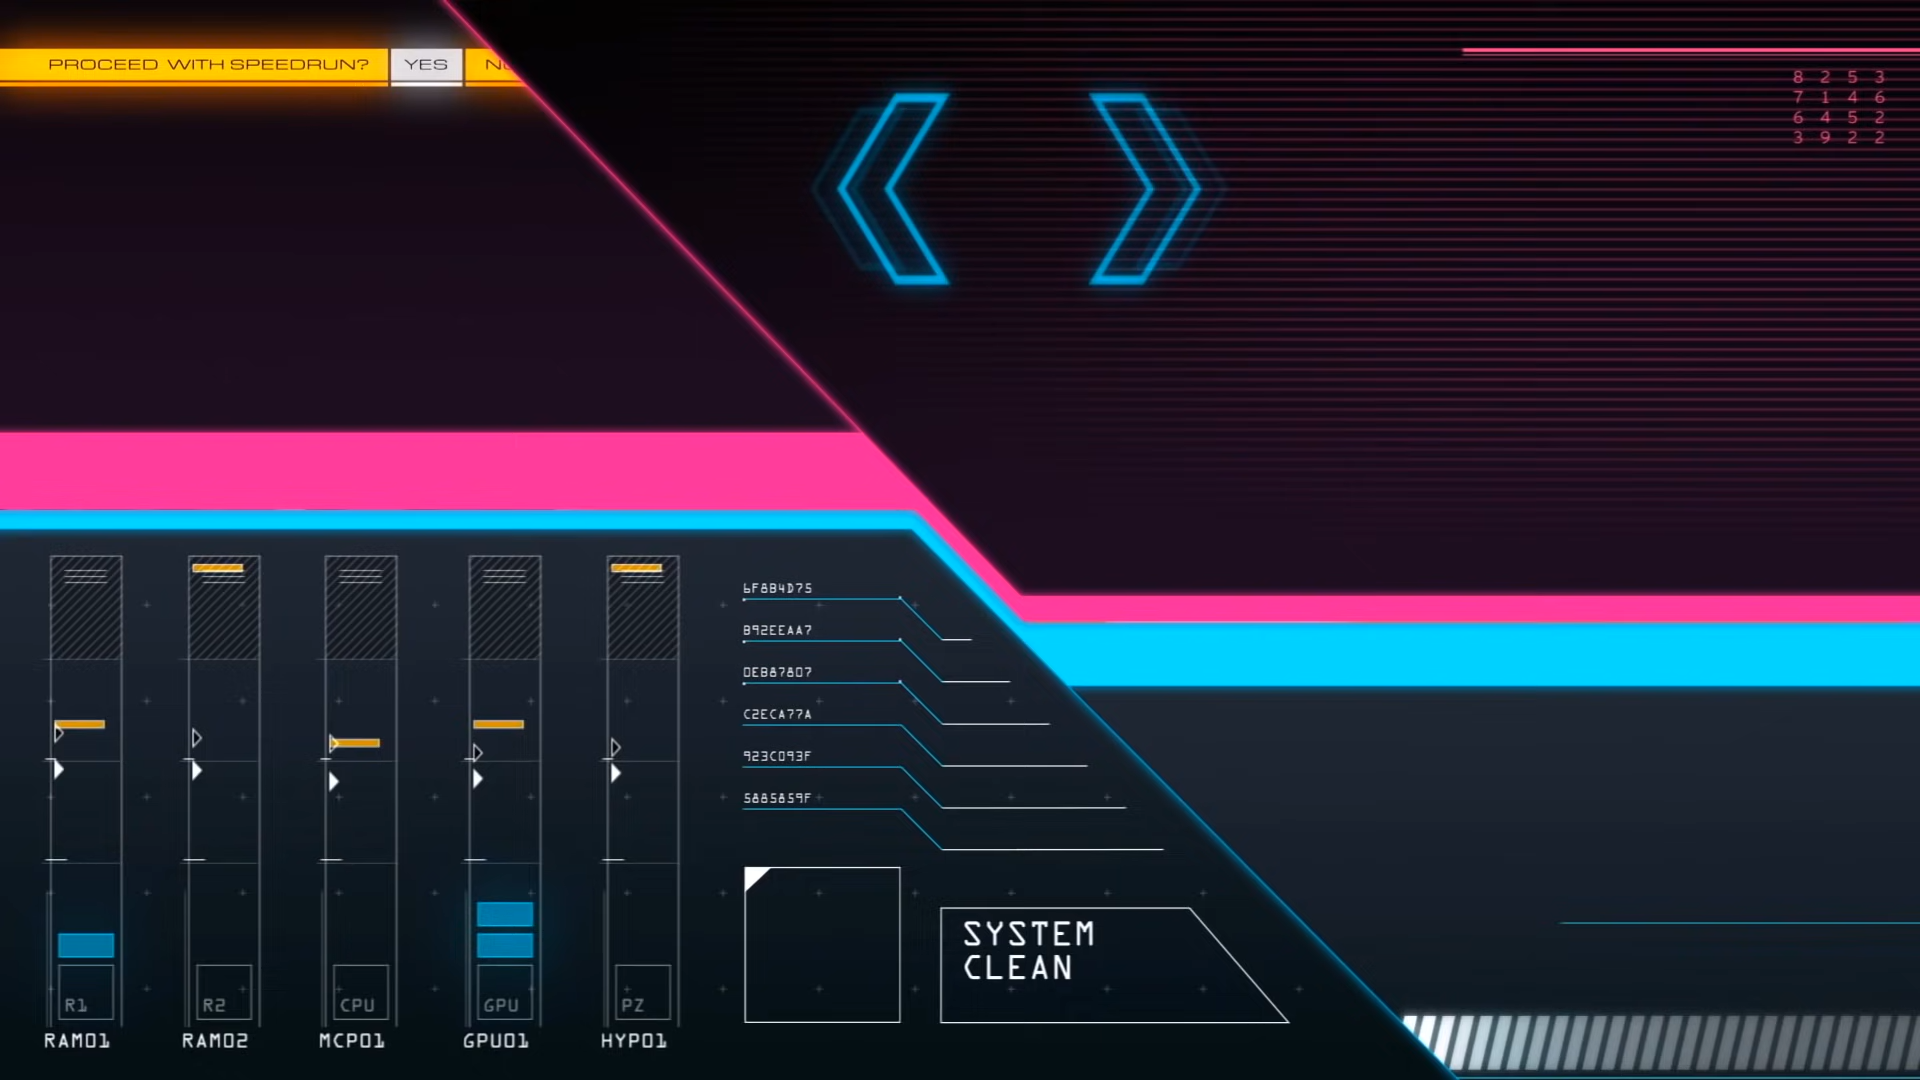 PROCEED WITH SPEEDRUN? YES
8 2 5 3
7 1 4 6
6 4 5 2
3 9 2 2
6F8B4D75
B92EEAA7
DEB87807
C2ECA77A
923C093F
5885859F
SYSTEM
CLEAN
R1 R2 CPU GPU PZ
RAM01 RAM02 MCP01 GPU01 HYP01